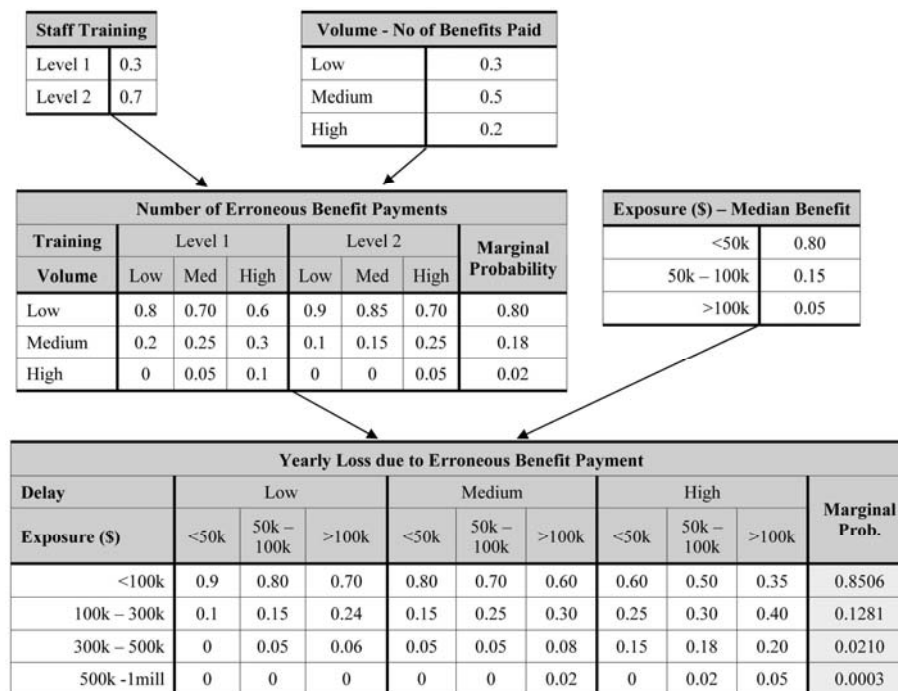 Staff Training
Level 1 0.3
Level 2 0.7
Volume - No of Benefits Paid
Low 0.3
Medium 0.5
High 0.2
Number of Erroneous Benefit Payments
Training Level 1 Level 2 Marginal Probability
Volume Low Med High Low Med High
Low 0.8 0.70 0.6 0.9 0.85 0.70 0.80
Medium 0.2 0.25 0.3 0.1 0.15 0.25 0.18
High 0 0.05 0.1 0 0 0.05 0.02
Exposure ($) – Median Benefit
<50k 0.80
50k – 100k 0.15
>100k 0.05
Yearly Loss due to Erroneous Benefit Payment
Delay Low Medium High Marginal Prob.
Exposure ($) <50k 50k – 100k >100k <50k 50k – 100k >100k <50k 50k – 100k >100k
<100k 0.9 0.80 0.70 0.80 0.70 0.60 0.60 0.50 0.35 0.8506
100k – 300k 0.1 0.15 0.24 0.15 0.25 0.30 0.25 0.30 0.40 0.1281
300k – 500k 0 0.05 0.06 0.05 0.05 0.08 0.15 0.18 0.20 0.0210
500k -1mill 0 0 0 0 0 0.02 0 0.02 0.05 0.0003